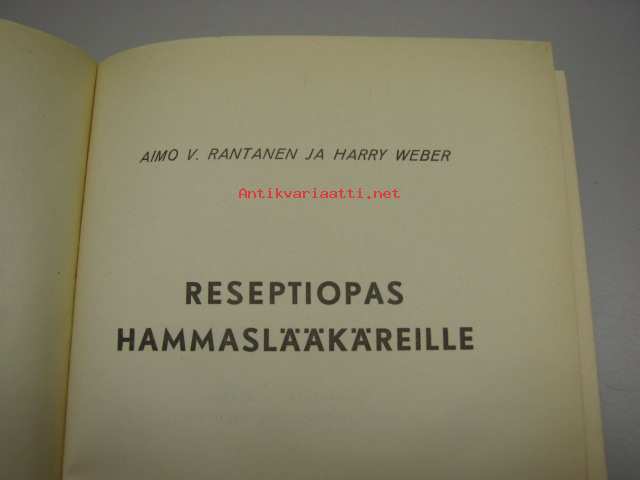 AIMO V. RANTANEN JA HARRY WEBER
Antikvariaatti.net
RESEPTIOPAS
HAMMASLÄÄKÄREILLE